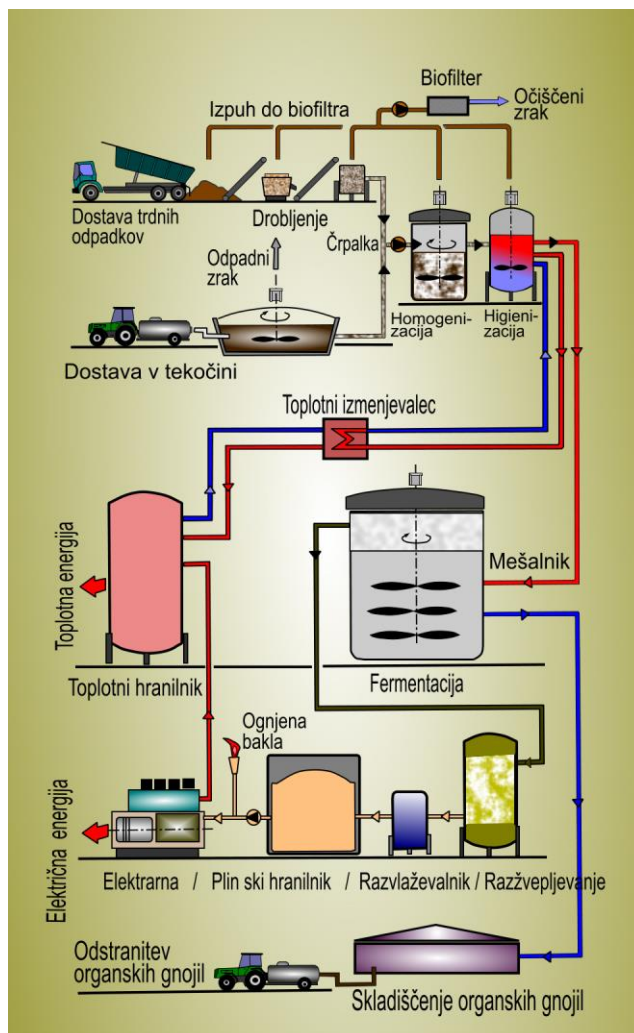 Biofilter
Očiščeni
zrak
Izpuh do biofiltra
Dostava trdnih
odpadkov
Drobljenje
Črpalka
Odpadni
zrak
Homogeni-
zacija
Higieni-
zacija
Dostava v tekočini
Toplotni izmenjevalec
Toplotna energija
Mešalnik
Toplotni hranilnik
Fermentacija
Ognjena
bakla
Električna energija
Elektrarna / Plin ski hranilnik / Razvlaževalnik / Razžvepljevanje
Odstranitev
organskih gnojil
Skladiščenje organskih gnojil